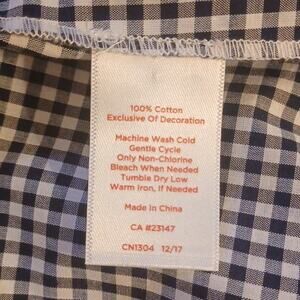 100% Cotton
Exclusive Of Decoration
Machine Wash Cold
Gentle Cycle
Only Non-Chlorine
Bleach When Needed
Tumble Dry Low
Warm Iron, If Needed
Made In China
CA #23147
CN1304 12/17